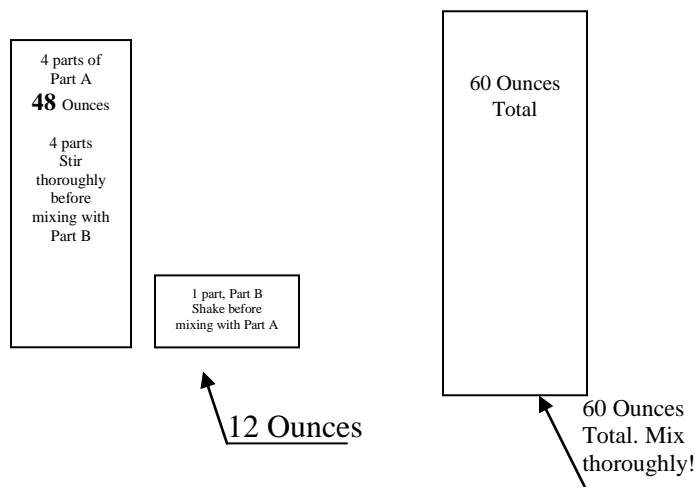 4 parts of
Part A
48 Ounces
4 parts
Stir
thoroughly
before
mixing with
Part B
1 part, Part B
Shake before
mixing with Part A
12 Ounces
60 Ounces
Total
60 Ounces
Total. Mix
thoroughly!